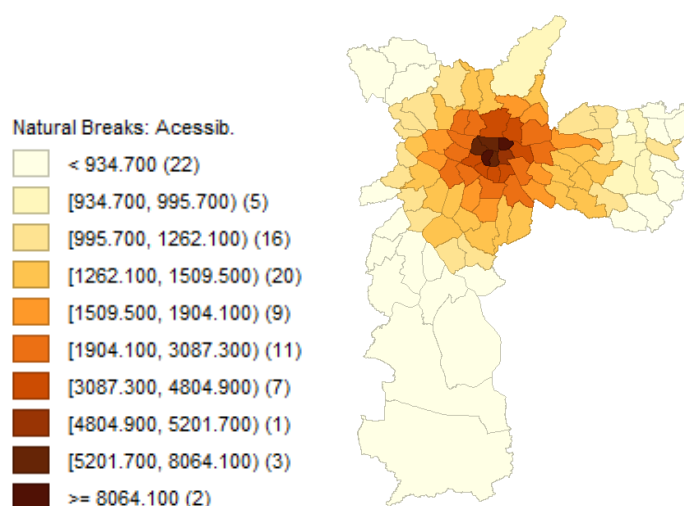 Natural Breaks: Acessib.
< 934.700 (22)
[934.700, 995.700) (5)
[995.700, 1262.100) (16)
[1262.100, 1509.500) (20)
[1509.500, 1904.100) (9)
[1904.100, 3087.300) (11)
[3087.300, 4804.900) (7)
[4804.900, 5201.700) (1)
[5201.700, 8064.100) (3)
>= 8064.100 (2)